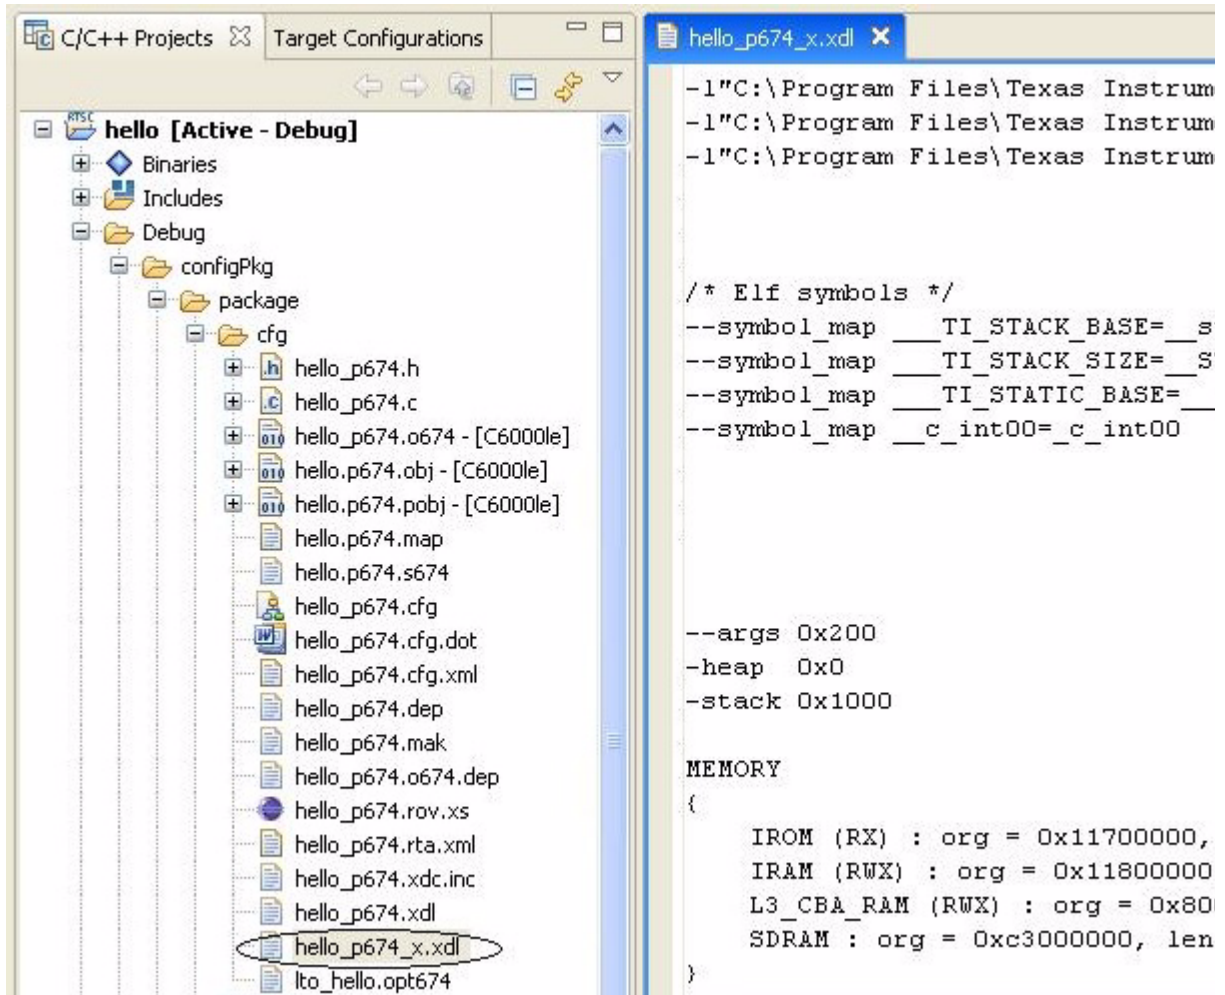 C/C++ Projects
Target Configurations
RTSC
hello [Active - Debug]
Binaries
Includes
Debug
configPkg
package
cfg
.h hello_p674.h
.c hello_p674.c
010 hello_p674.o674 - [C6000le]
010 hello.p674.obj - [C6000le]
010 hello.p674.pobj - [C6000le]
hello.p674.map
hello.p674.s674
hello_p674.cfg
W hello_p674.cfg.dot
hello_p674.cfg.xml
hello_p674.dep
hello_p674.mak
hello_p674.o674.dep
hello_p674.rov.xs
hello_p674.rta.xml
hello_p674.xdc.inc
hello_p674.xdl
hello_p674_x.xdl
lto_hello.opt674
hello_p674_x.xdl
-l"C:\Program Files\Texas Instrum
-l"C:\Program Files\Texas Instrum
-l"C:\Program Files\Texas Instrum
/* Elf symbols */
--symbol_map ___TI_STACK_BASE=__s
--symbol_map ___TI_STACK_SIZE=__S
--symbol_map ___TI_STATIC_BASE=__
--symbol_map __c_int00=_c_int00
--args 0x200
-heap 0x0
-stack 0x1000
MEMORY
{
IROM (RX) : org = 0x11700000,
IRAM (RWX) : org = 0x11800000
L3_CBA_RAM (RWX) : org = 0x800
SDRAM : org = 0xc3000000, len
}